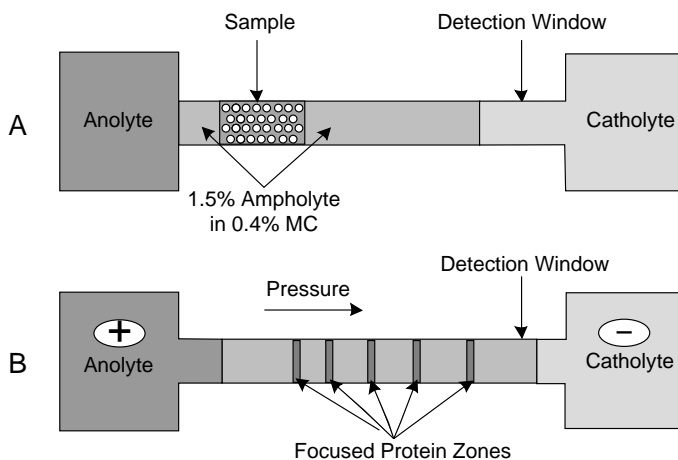 Sample
Detection Window
A
Anolyte
Catholyte
1.5% Ampholyte
in 0.4% MC
Detection Window
Pressure
+
−
B
Anolyte
Catholyte
Focused Protein Zones